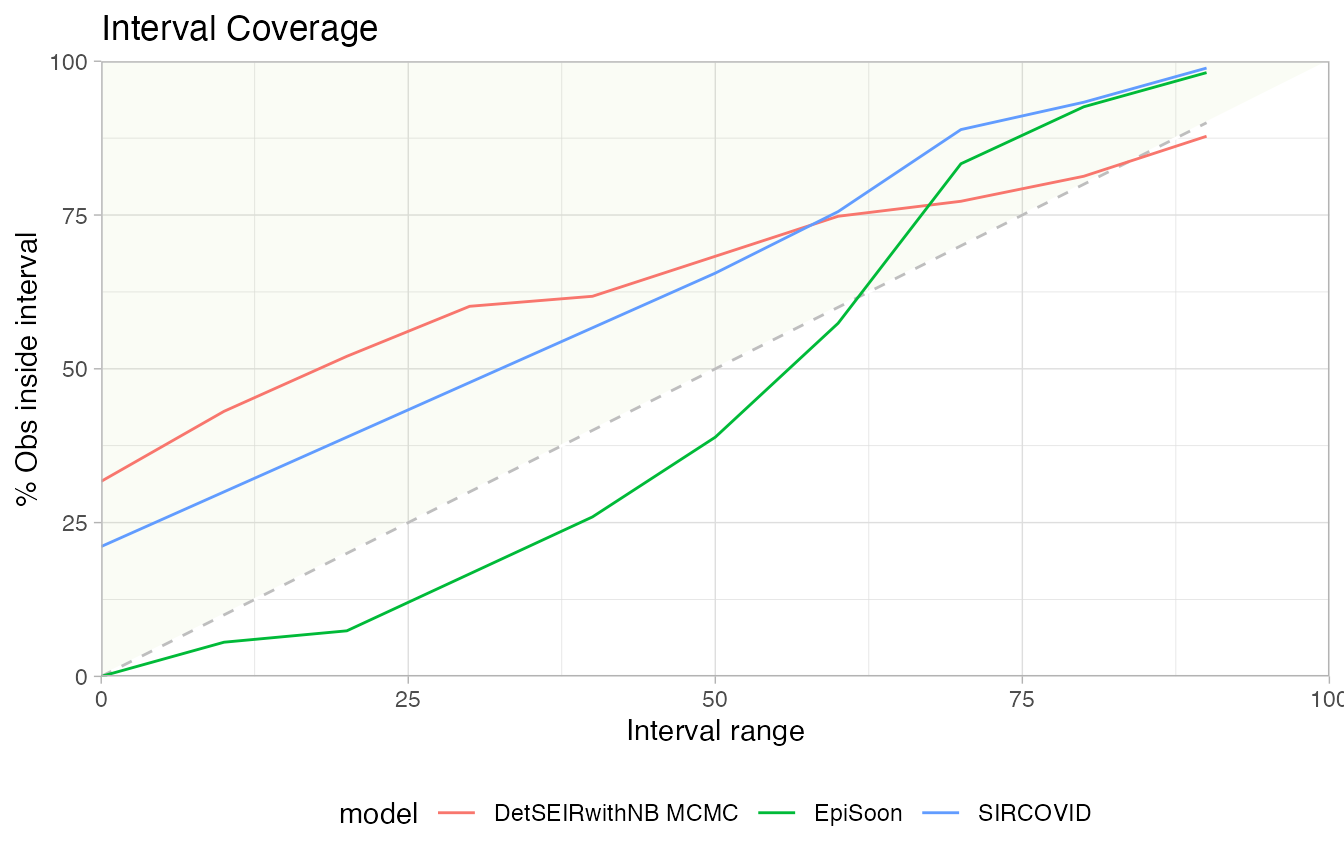 Interval Coverage
% Obs inside interval
100
75
50
25
0
0 25 50 75 100
Interval range
model DetSEIRwithNB MCMC EpiSoon SIRCOVID